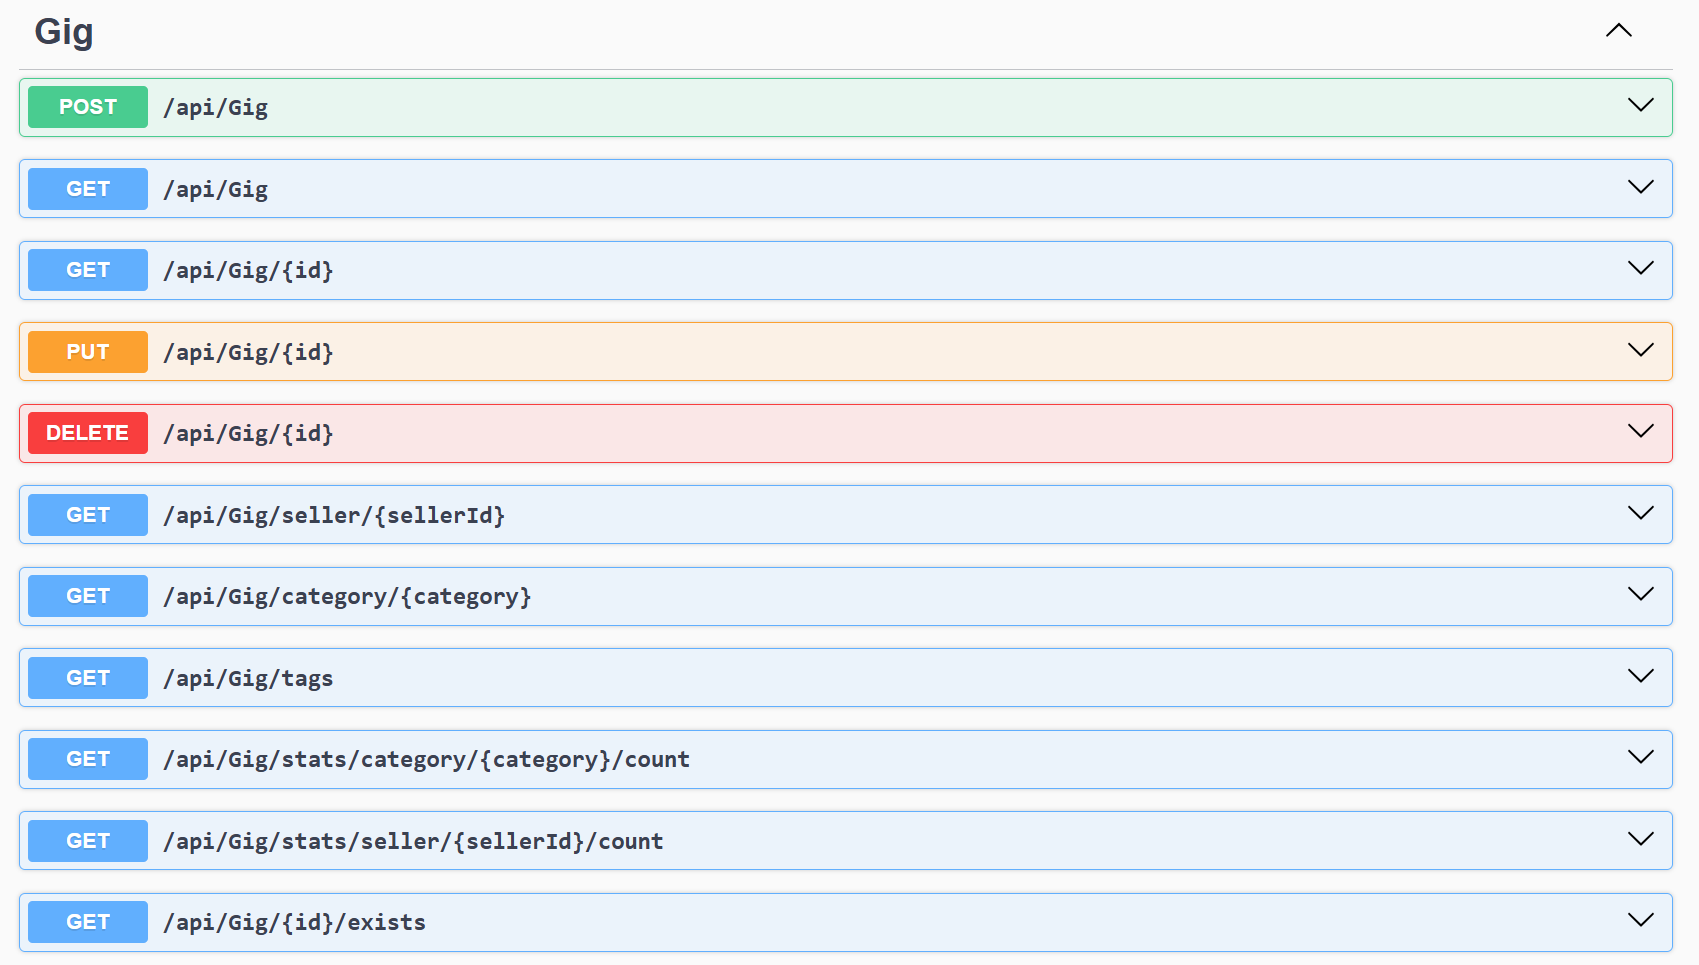 Gig
POST /api/Gig
GET /api/Gig
GET /api/Gig/{id}
PUT /api/Gig/{id}
DELETE /api/Gig/{id}
GET /api/Gig/seller/{sellerId}
GET /api/Gig/category/{category}
GET /api/Gig/tags
GET /api/Gig/stats/category/{category}/count
GET /api/Gig/stats/seller/{sellerId}/count
GET /api/Gig/{id}/exists